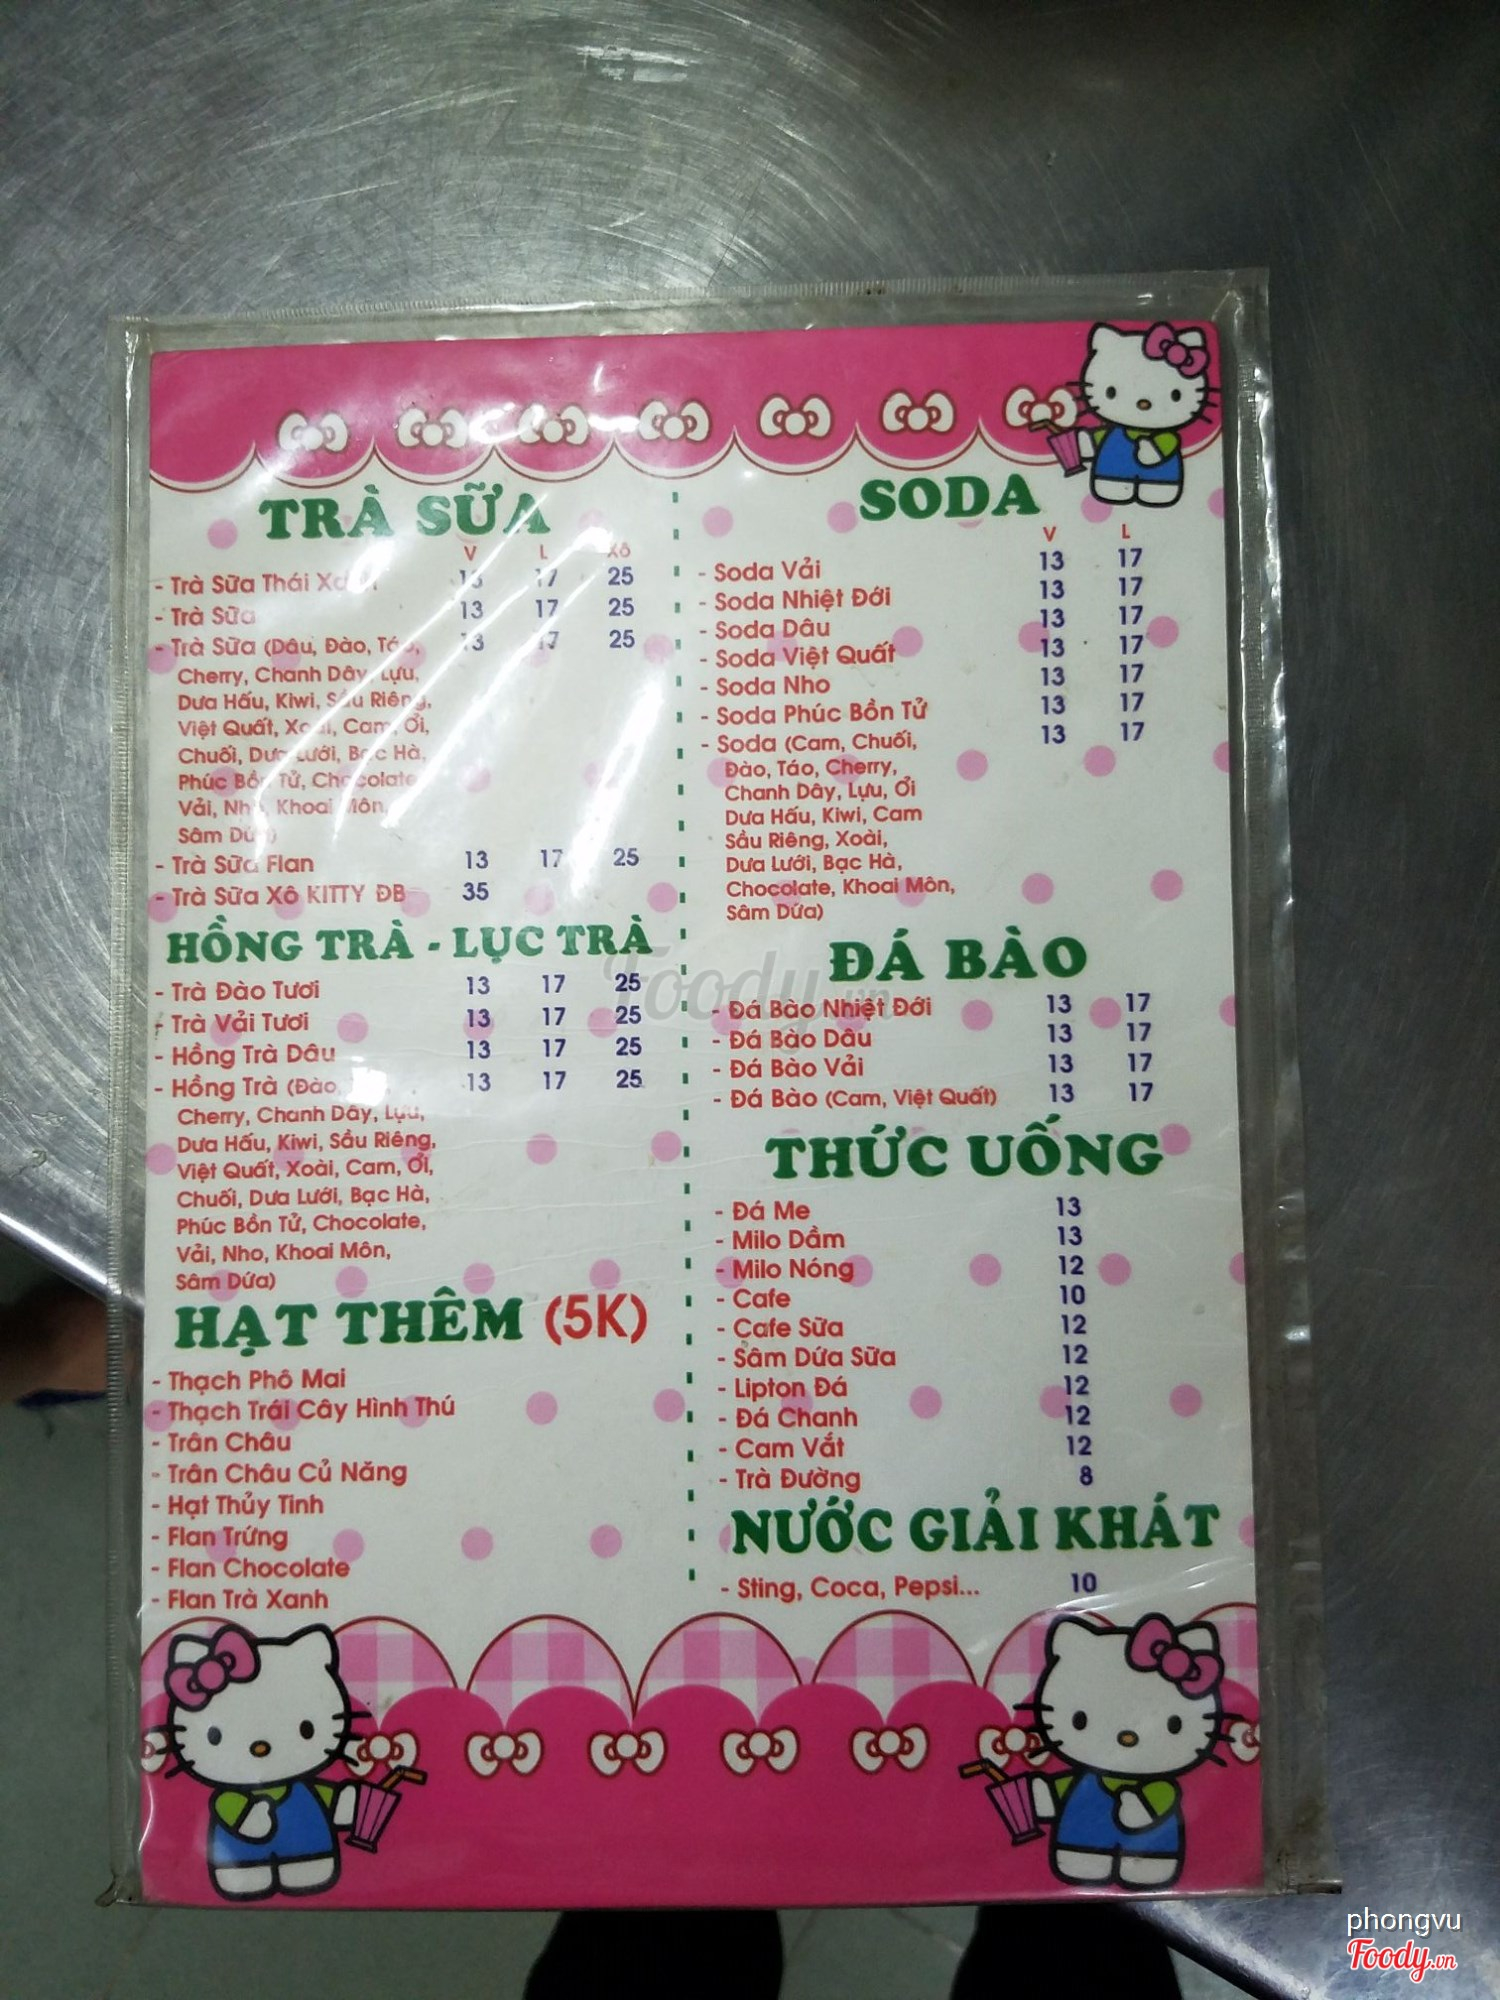 TRÀ SỮA
V L Xô
- Trà Sữa Thái 13 17 25
- Trà Sữa 13 17 25
- Trà Sữa (Dâu, Đào, Táo, 13 17 25
Cherry, Chanh Dây, Lựu,
Dưa Hấu, Kiwi, Sầu Riêng,
Việt Quất, Xoài, Cam, Ổi,
Chuối, Dưa Lưới, Bạc Hà,
Phúc Bồn Tử, Chocolate
Vải, Nho, Khoai Môn,
Sâm Dứa)
- Trà Sữa Flan 13 17 25
- Trà Sữa Xô KITTY ĐB 35
HỒNG TRÀ - LỤC TRÀ
- Trà Đào Tươi 13 17 25
- Trà Vải Tươi 13 17 25
- Hồng Trà Dâu 13 17 25
- Hồng Trà (Đào, 13 17 25
Cherry, Chanh Dây, Lựu,
Dưa Hấu, Kiwi, Sầu Riêng,
Việt Quất, Xoài, Cam, Ổi,
Chuối, Dưa Lưới, Bạc Hà,
Phúc Bồn Tử, Chocolate,
Vải, Nho, Khoai Môn,
Sâm Dứa)
HẠT THÊM (5K)
- Thạch Phô Mai
- Thạch Trái Cây Hình Thú
- Trân Châu
- Trân Châu Củ Năng
- Hạt Thủy Tinh
- Flan Trứng
- Flan Chocolate
- Flan Trà Xanh
SODA
V L
- Soda Vải 13 17
- Soda Nhiệt Đới 13 17
- Soda Dâu 13 17
- Soda Việt Quất 13 17
- Soda Nho 13 17
- Soda Phúc Bồn Tử 13 17
- Soda (Cam, Chuối, 13 17
Đào, Táo, Cherry,
Chanh Dây, Lựu, Ổi
Dưa Hấu, Kiwi, Cam
Sầu Riêng, Xoài,
Dưa Lưới, Bạc Hà,
Chocolate, Khoai Môn,
Sâm Dứa)
ĐÁ BÀO
- Đá Bào Nhiệt Đới 13 17
- Đá Bào Dâu 13 17
- Đá Bào Vải 13 17
- Đá Bào (Cam, Việt Quất) 13 17
THỨC UỐNG
- Đá Me 13
- Milo Dầm 13
- Milo Nóng 12
- Cafe 10
- Cafe Sữa 12
- Sâm Dứa Sữa 12
- Lipton Đá 12
- Đá Chanh 12
- Cam Vắt 12
- Trà Đường 8
NƯỚC GIẢI KHÁT
- Sting, Coca, Pepsi... 10
Foody.vn
phongvu
Foody.vn